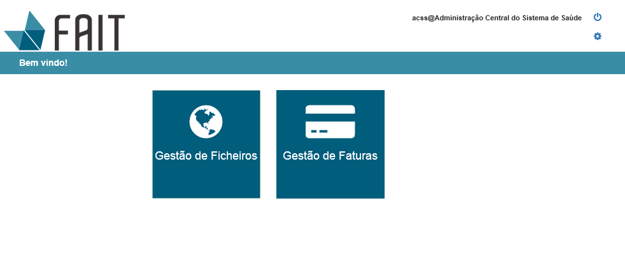 FAIT
acss@Administração Central do Sistema de Saúde
Bem vindo!
Gestão de Ficheiros
Gestão de Faturas